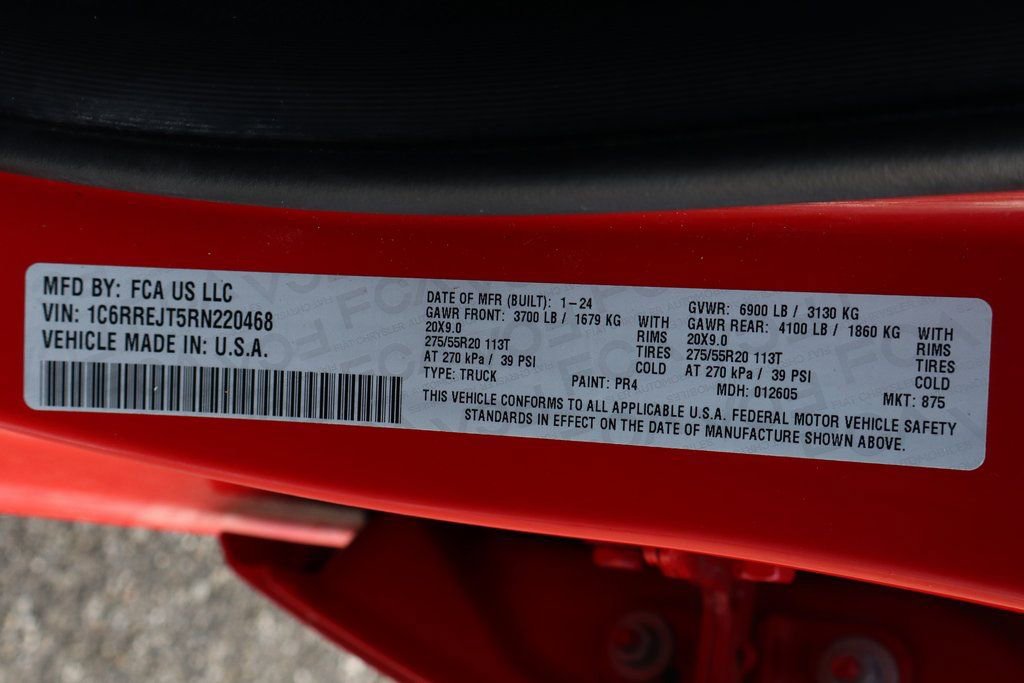 MFD BY: FCA US LLC
VIN: 1C6RREJT5RN220468
VEHICLE MADE IN: U.S.A.
DATE OF MFR (BUILT): 1-24
GAWR FRONT: 3700 LB / 1679 KG WITH
20X9.0 RIMS
275/55R20 113T TIRES
AT 270 kPa / 39 PSI COLD
TYPE: TRUCK PAINT: PR4
GVWR: 6900 LB / 3130 KG
GAWR REAR: 4100 LB / 1860 KG WITH
20X9.0 RIMS
275/55R20 113T TIRES
AT 270 kPa / 39 PSI COLD
MDH: 012605 MKT: 875
THIS VEHICLE CONFORMS TO ALL APPLICABLE U.S.A. FEDERAL MOTOR VEHICLE SAFETY
STANDARDS IN EFFECT ON THE DATE OF MANUFACTURE SHOWN ABOVE.